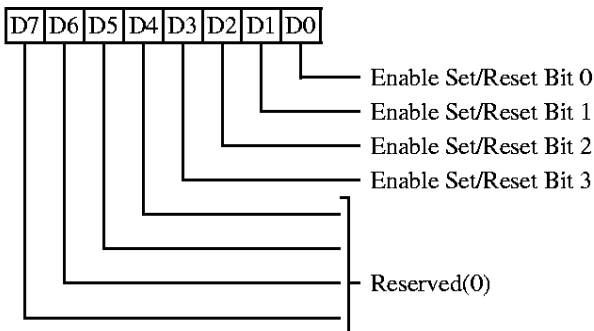 D7 D6 D5 D4 D3 D2 D1 D0
Enable Set/Reset Bit 0
Enable Set/Reset Bit 1
Enable Set/Reset Bit 2
Enable Set/Reset Bit 3
Reserved(0)